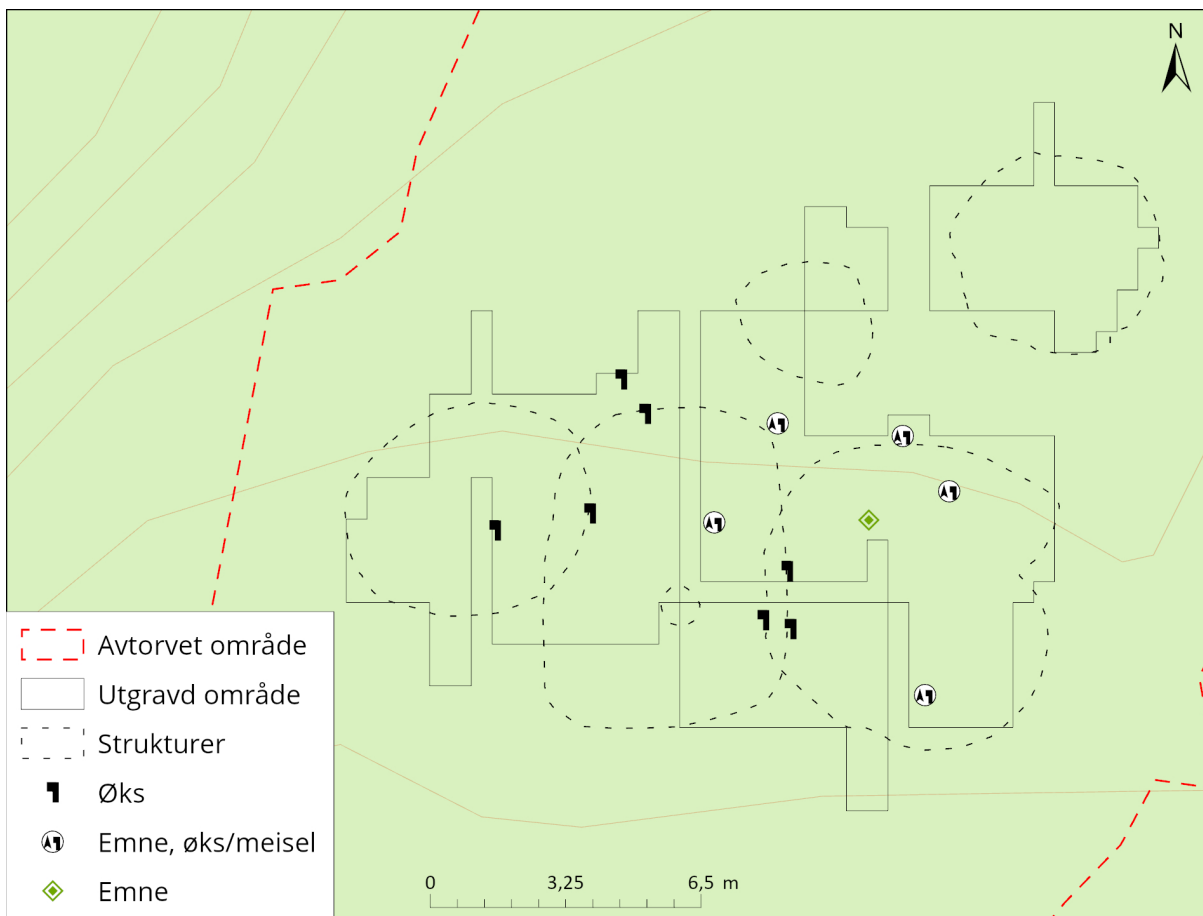 N
Avtorvet område
Utgravd område
Strukturer
Øks
Emne, øks/meisel
Emne
0 3,25 6,5 m